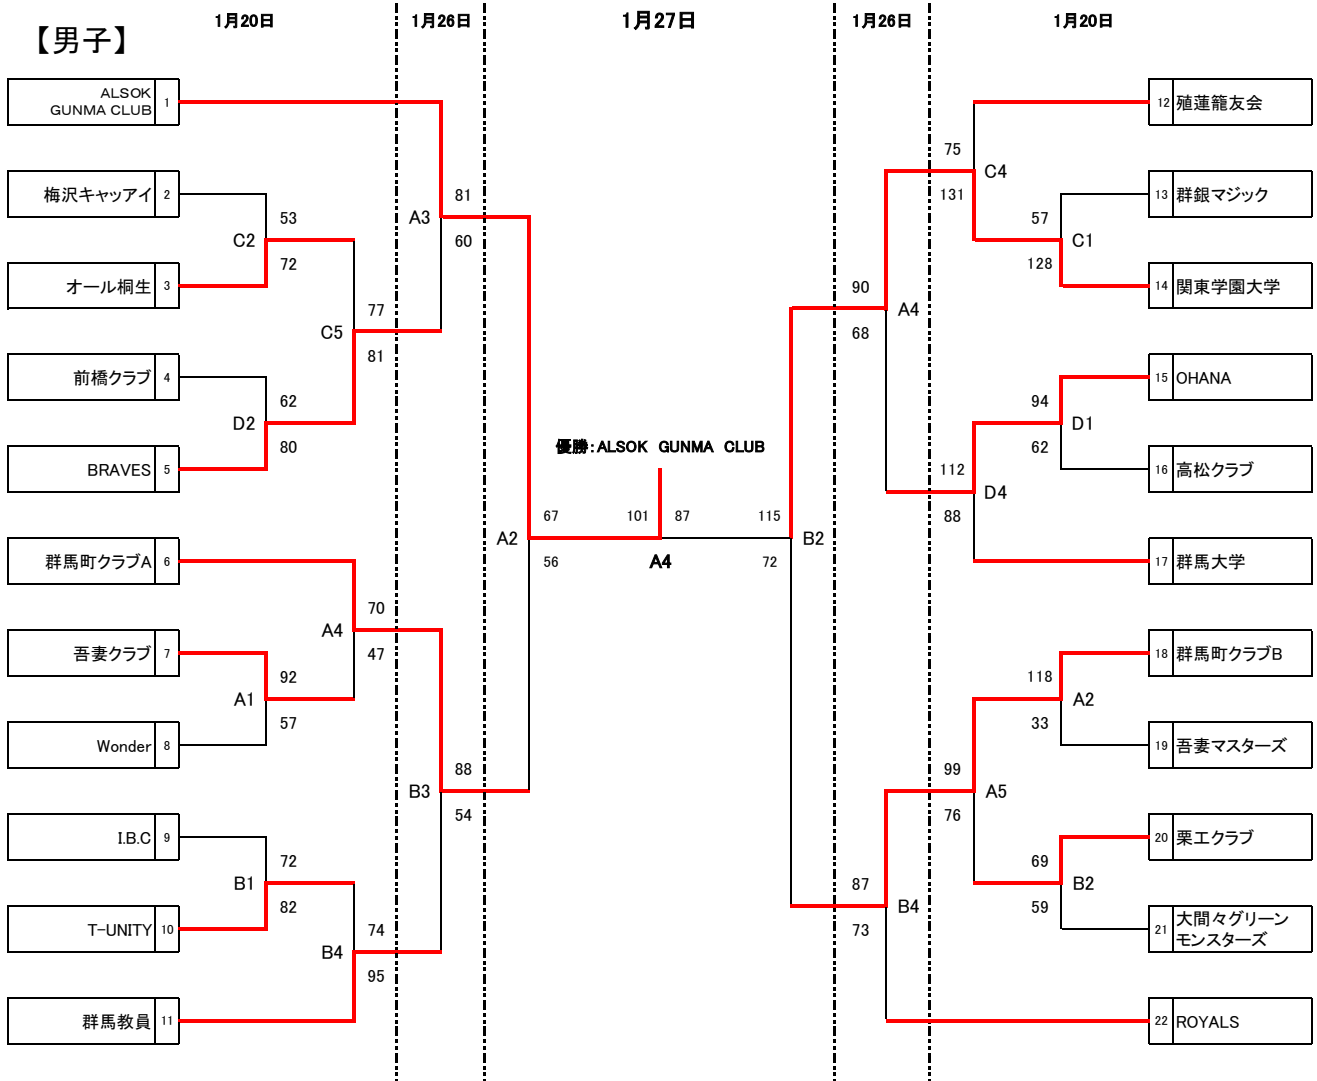 1月20日
1月26日
1月27日
1月26日
1月20日
【男子】
ALSOK
GUNMA CLUB
1
梅沢キャッアイ 2
オール桐生 3
前橋クラブ 4
BRAVES 5
群馬町クラブA 6
吾妻クラブ 7
Wonder 8
I.B.C 9
T-UNITY 10
群馬教員 11
53
C2
72
62
D2
80
92
A1
57
72
B1
82
77
C5
81
70
A4
47
74
B4
95
81
A3
60
88
B3
54
A2
67
56
優勝:ALSOK GUNMA CLUB
101
87
A4
115
B2
72
90
A4
68
87
B4
73
75
C4
131
112
D4
88
99
A5
76
57
C1
128
94
D1
62
118
A2
33
69
B2
59
12 殖蓮籠友会
13 群銀マジック
14 関東学園大学
15 OHANA
16 高松クラブ
17 群馬大学
18 群馬町クラブB
19 吾妻マスターズ
20 栗工クラブ
21
大間々グリーン
モンスターズ
22 ROYALS